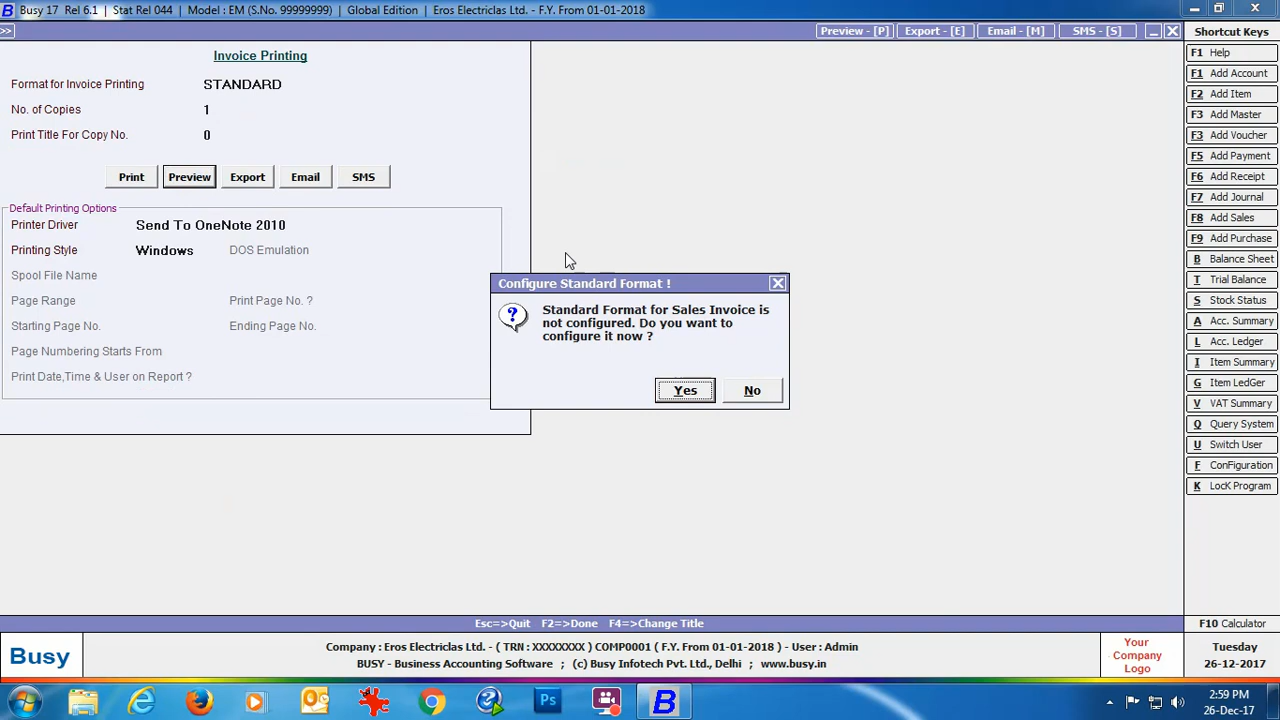 Busy 17 Rel 6.1 | Stat Rel 044 | Model : EM (S.No. 99999999) | Global Edition | Eros Electriclas Ltd. - F.Y. From 01-01-2018
>> Preview - [P] Export - [E] Email - [M] SMS - [S]
Invoice Printing
Format for Invoice Printing STANDARD
No. of Copies 1
Print Title For Copy No. 0
Print Preview Export Email SMS
Default Printing Options
Printer Driver Send To OneNote 2010
Printing Style Windows DOS Emulation
Spool File Name
Page Range Print Page No. ?
Starting Page No. Ending Page No.
Page Numbering Starts From
Print Date,Time & User on Report ?
Configure Standard Format !
Standard Format for Sales Invoice is
not configured. Do you want to
configure it now ?
Yes No
Shortcut Keys
F1 Help
F1 Add Account
F2 Add Item
F3 Add Master
F3 Add Voucher
F5 Add Payment
F6 Add Receipt
F7 Add Journal
F8 Add Sales
F9 Add Purchase
B Balance Sheet
T Trial Balance
S Stock Status
A Acc. Summary
L Acc. Ledger
I Item Summary
G Item LedGer
V VAT Summary
Q Query System
U Switch User
F ConFiguration
K LocK Program
Esc=>Quit F2=>Done F4=>Change Title
F10 Calculator
Busy
Company : Eros Electriclas Ltd. - ( TRN : XXXXXXXX ) COMP0001 ( F.Y. From 01-01-2018 ) - User : Admin
BUSY - Business Accounting Software ; (c) Busy Infotech Pvt. Ltd., Delhi ; www.busy.in
Your
Company
Logo
Tuesday
26-12-2017
Ps
2:59 PM
26-Dec-17